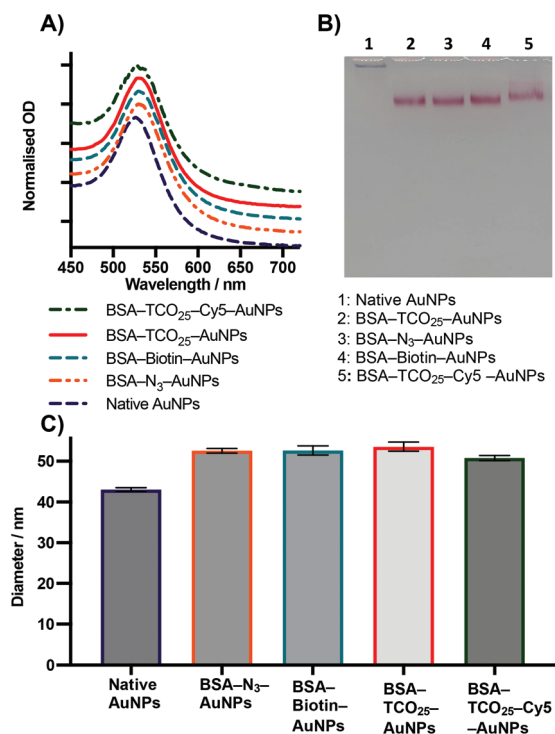 A)
Normalised OD
450 500 550 600 650 700
Wavelength / nm
BSA–TCO₂₅–Cy5–AuNPs
BSA–TCO₂₅–AuNPs
BSA–Biotin–AuNPs
BSA–N₃–AuNPs
Native AuNPs
B)
1 2 3 4 5
1: Native AuNPs
2: BSA–TCO₂₅–AuNPs
3: BSA–N₃–AuNPs
4: BSA–Biotin–AuNPs
5: BSA–TCO₂₅–Cy5 –AuNPs
C)
Diameter / nm
50
40
30
20
10
0
Native
AuNPs
BSA–N₃–
AuNPs
BSA–
Biotin–
AuNPs
BSA–
TCO₂₅–
AuNPs
BSA–
TCO₂₅–Cy5
–AuNPs